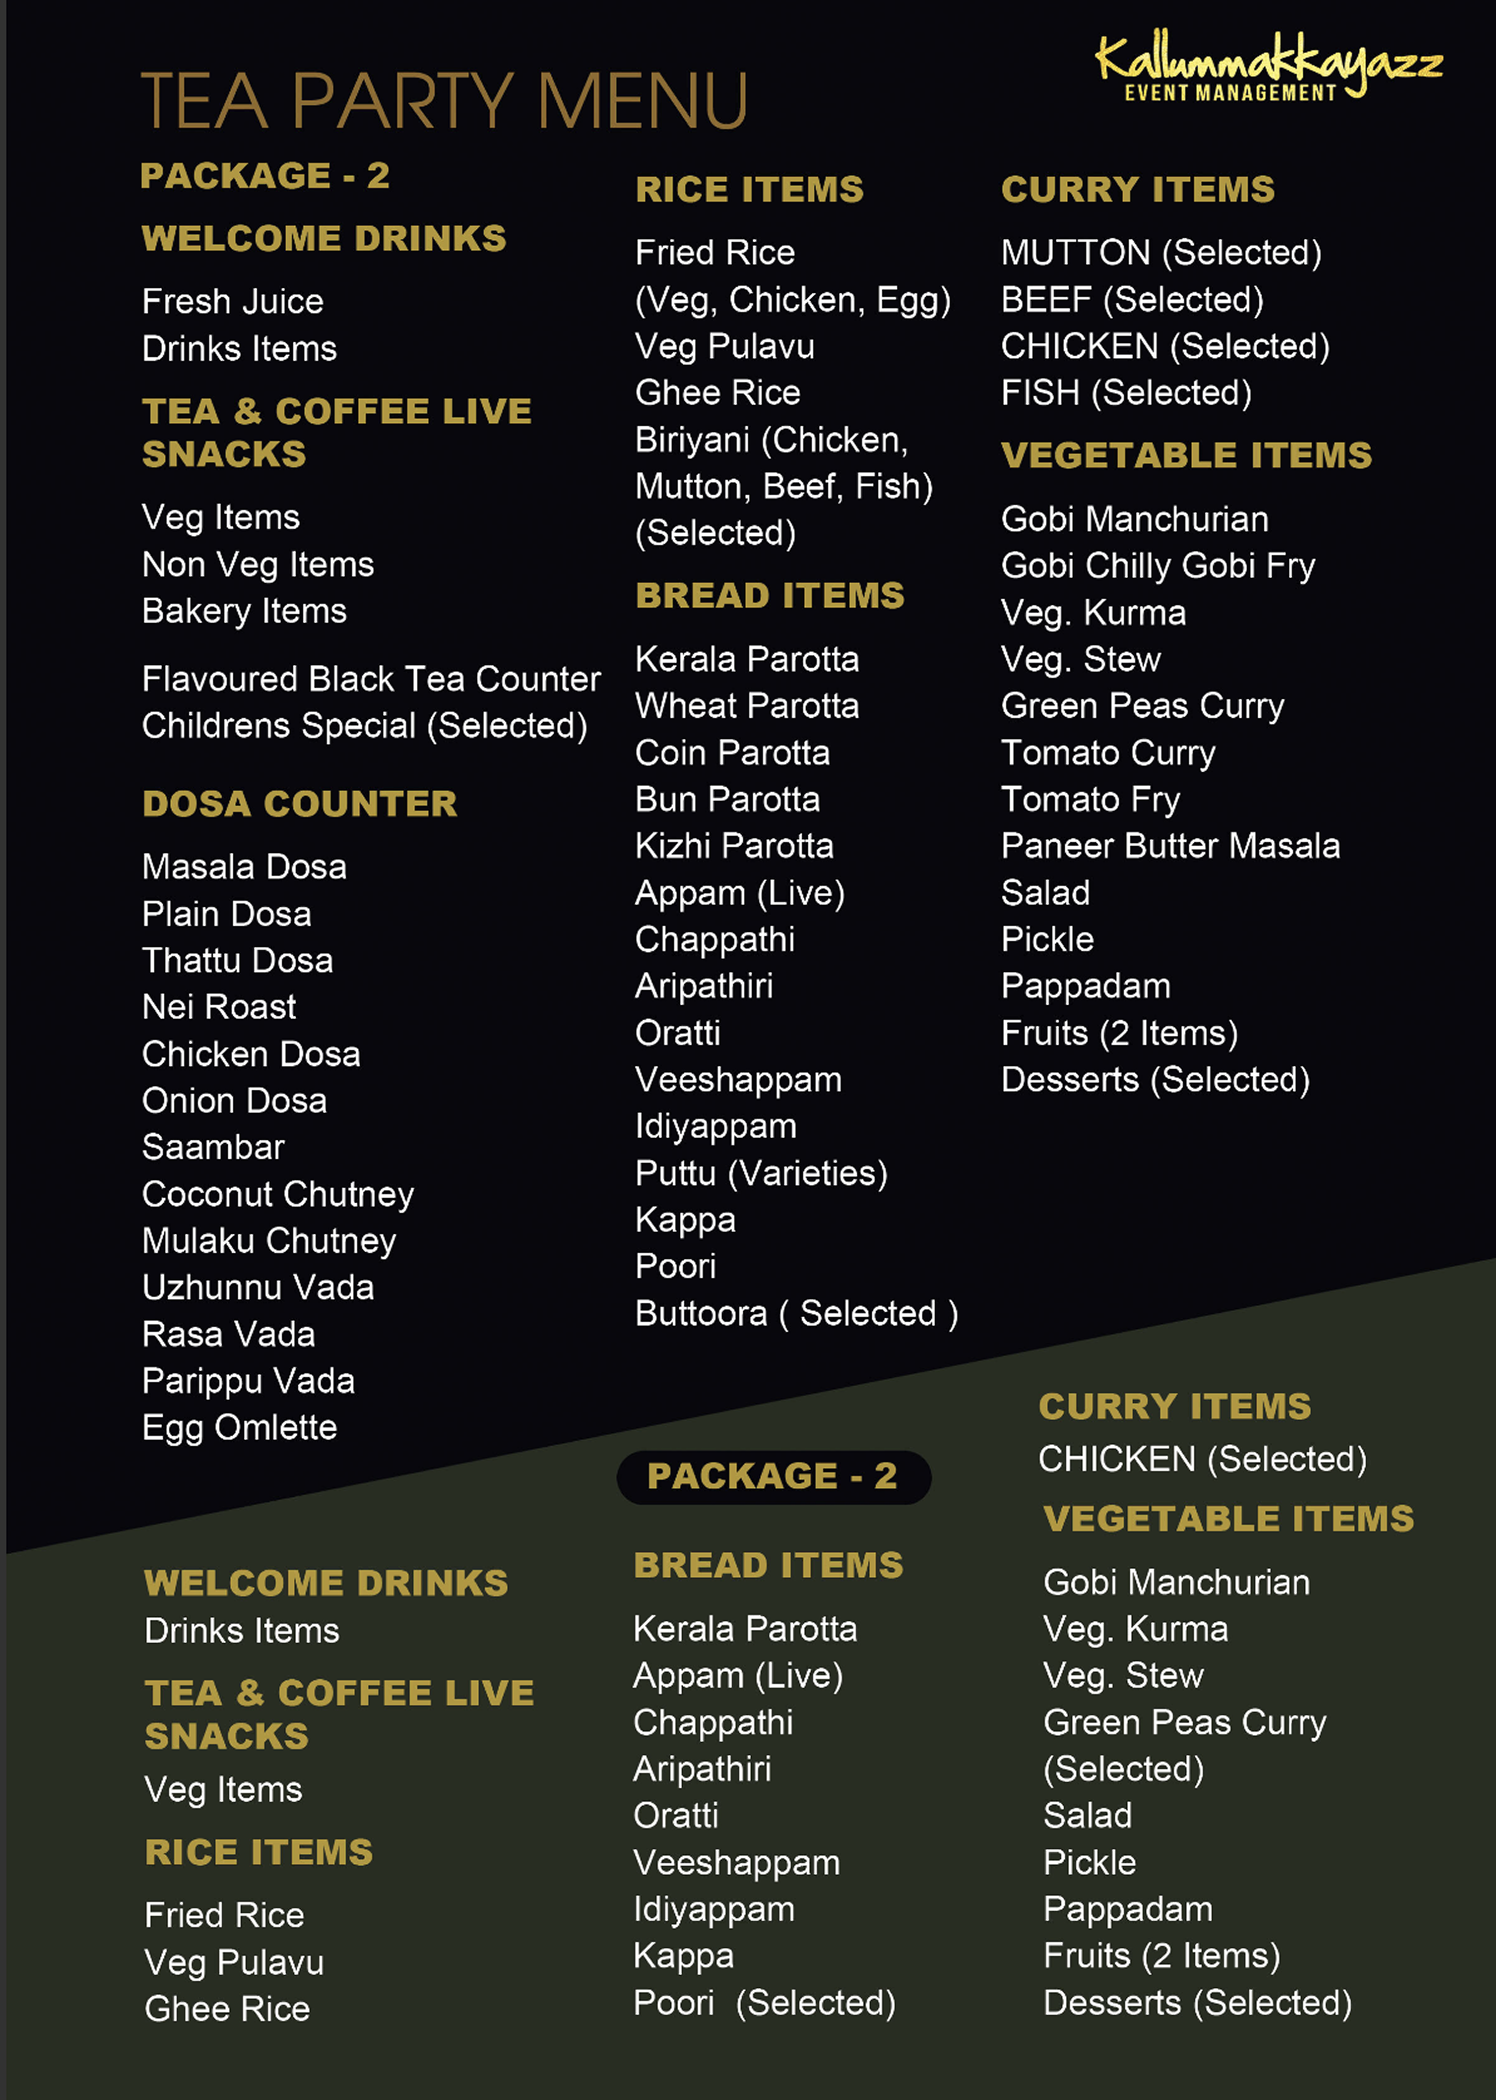 Kallummakkayazz
EVENT MANAGEMENT
TEA PARTY MENU
PACKAGE - 2
WELCOME DRINKS
Fresh Juice
Drinks Items
TEA & COFFEE LIVE
SNACKS
Veg Items
Non Veg Items
Bakery Items
Flavoured Black Tea Counter
Childrens Special (Selected)
DOSA COUNTER
Masala Dosa
Plain Dosa
Thattu Dosa
Nei Roast
Chicken Dosa
Onion Dosa
Saambar
Coconut Chutney
Mulaku Chutney
Uzhunnu Vada
Rasa Vada
Parippu Vada
Egg Omlette
RICE ITEMS
Fried Rice
(Veg, Chicken, Egg)
Veg Pulavu
Ghee Rice
Biriyani (Chicken,
Mutton, Beef, Fish)
(Selected)
BREAD ITEMS
Kerala Parotta
Wheat Parotta
Coin Parotta
Bun Parotta
Kizhi Parotta
Appam (Live)
Chappathi
Aripathiri
Oratti
Veeshappam
Idiyappam
Puttu (Varieties)
Kappa
Poori
Buttoora ( Selected )
CURRY ITEMS
MUTTON (Selected)
BEEF (Selected)
CHICKEN (Selected)
FISH (Selected)
VEGETABLE ITEMS
Gobi Manchurian
Gobi Chilly Gobi Fry
Veg. Kurma
Veg. Stew
Green Peas Curry
Tomato Curry
Tomato Fry
Paneer Butter Masala
Salad
Pickle
Pappadam
Fruits (2 Items)
Desserts (Selected)
PACKAGE - 2
WELCOME DRINKS
Drinks Items
TEA & COFFEE LIVE
SNACKS
Veg Items
RICE ITEMS
Fried Rice
Veg Pulavu
Ghee Rice
BREAD ITEMS
Kerala Parotta
Appam (Live)
Chappathi
Aripathiri
Oratti
Veeshappam
Idiyappam
Kappa
Poori (Selected)
CURRY ITEMS
CHICKEN (Selected)
VEGETABLE ITEMS
Gobi Manchurian
Veg. Kurma
Veg. Stew
Green Peas Curry
(Selected)
Salad
Pickle
Pappadam
Fruits (2 Items)
Desserts (Selected)